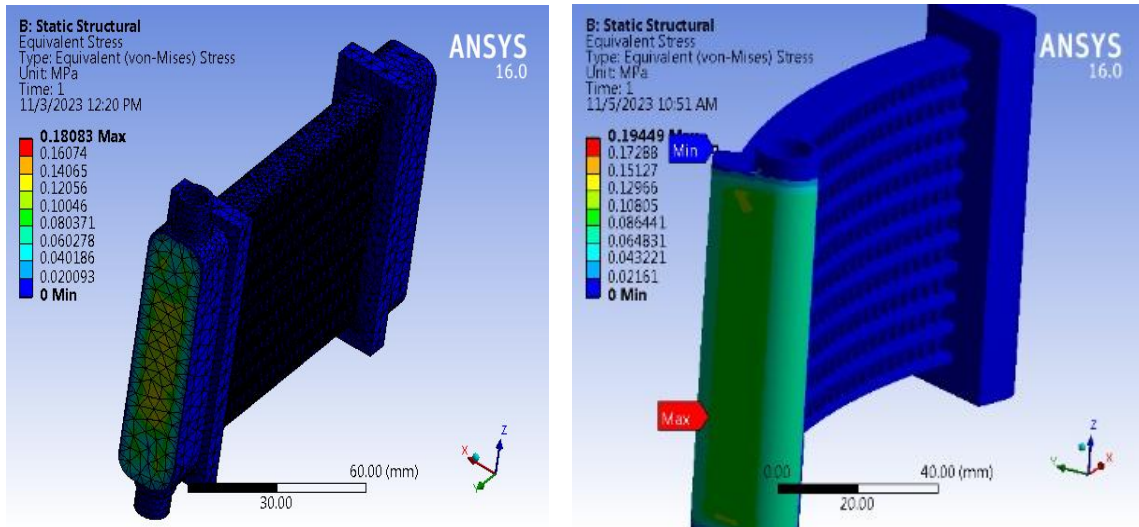 B: Static Structural
Equivalent Stress
Type: Equivalent (von-Mises) Stress
Unit: MPa
Time: 1
11/3/2023 12:20 PM
ANSYS
16.0
0.18083 Max
0.16074
0.14065
0.12056
0.10046
0.080371
0.060278
0.040186
0.020093
0 Min
X
Y
Z
60.00 (mm)
30.00
B: Static Structural
Equivalent Stress
Type: Equivalent (von-Mises) Stress
Unit: MPa
Time: 1
11/5/2023 10:51 AM
ANSYS
16.0
0.19449
0.17288
0.15127
0.12966
0.10805
0.086441
0.064831
0.043221
0.02161
0 Min
Min
Max
Z
Y
X
0.00
40.00 (mm)
20.00